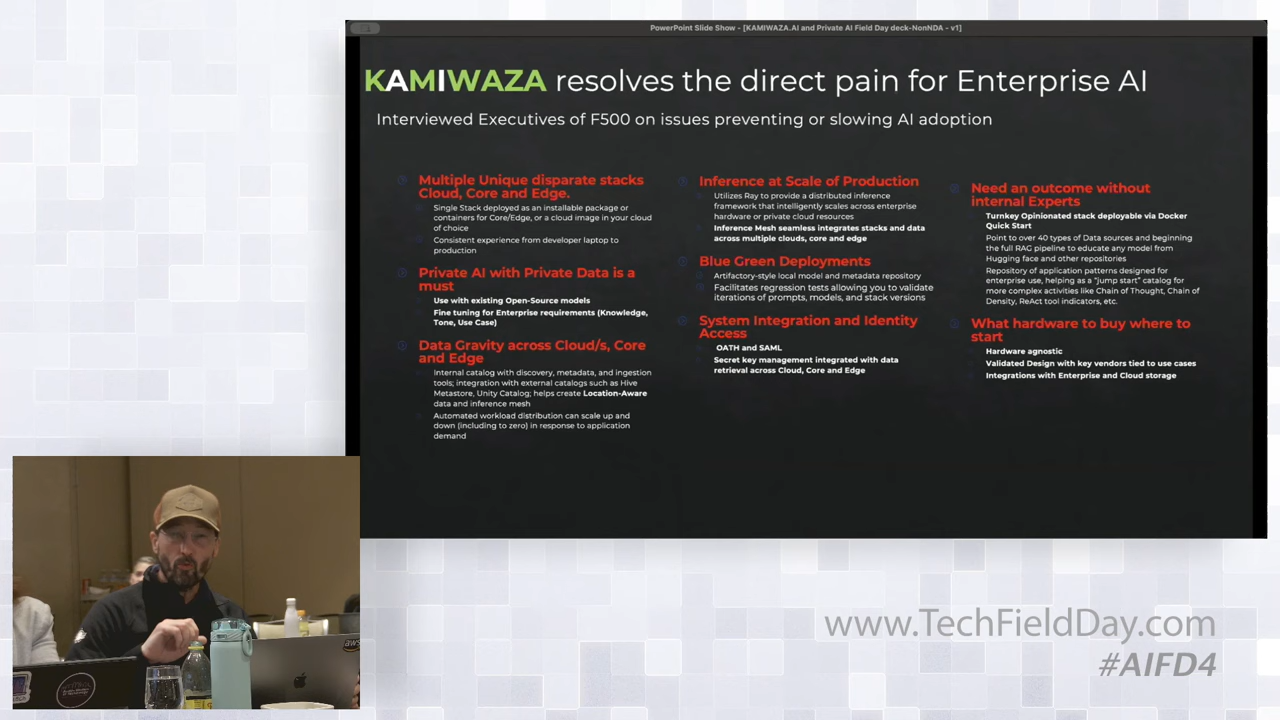 PowerPoint Slide Show - [KAMIWAZA.AI and Private AI Field Day deck-NonNDA - v1]
KAMIWAZA resolves the direct pain for Enterprise AI
Interviewed Executives of F500 on issues preventing or slowing AI adoption
Multiple Unique disparate stacks
Cloud, Core and Edge.
Single Stack deployed as an installable package or
containers for Core/Edge, or a cloud image in your cloud
of choice
Consistent experience from developer laptop to
production
Private AI with Private Data is a
must
Use with existing Open-Source models
Fine tuning for Enterprise requirements (Knowledge,
Tone, Use Case)
Data Gravity across Cloud/s, Core
and Edge
Internal catalog with discovery, metadata, and ingestion
tools; integration with external catalogs such as Hive
Metastore, Unity Catalog; helps create Location-Aware
data and inference mesh
Automated workload distribution can scale up and
down (including to zero) in response to application
demand
Inference at Scale of Production
Utilizes Ray to provide a distributed inference
framework that intelligently scales across enterprise
hardware or private cloud resources
Inference Mesh seamless integrates stacks and data
across multiple clouds, core and edge
Blue Green Deployments
Artifactory-style local model and metadata repository
Facilitates regression tests allowing you to validate
iterations of prompts, models, and stack versions
System Integration and Identity
Access
OATH and SAML
Secret key management integrated with data
retrieval across Cloud, Core and Edge
Need an outcome without
internal Experts
Turnkey Opinionated stack deployable via Docker
Quick Start
Point to over 40 types of Data sources and beginning
the full RAG pipeline to educate any model from
Hugging face and other repositories
Repository of application patterns designed for
enterprise use, helping as a "jump start" catalog for
more complex activities like Chain of Thought, Chain of
Density, ReAct tool indicators, etc.
What hardware to buy where to
start
Hardware agnostic
Validated Design with key vendors tied to use cases
Integrations with Enterprise and Cloud storage
aws
www.TechFieldDay.com
#AIFD4